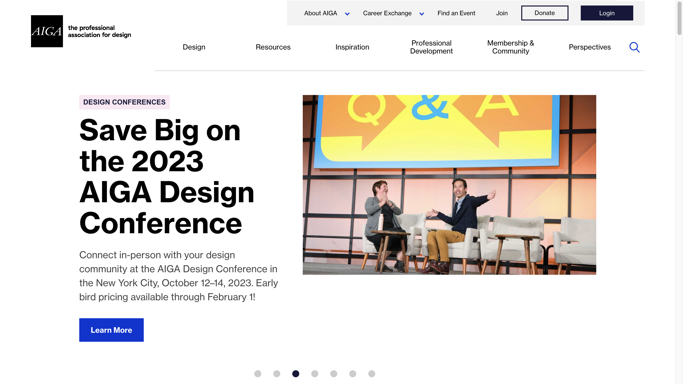 About AIGA
Career Exchange
Find an Event
Join
Donate
Login
AIGA
the professional
association for design
Design
Resources
Inspiration
Professional
Development
Membership &
Community
Perspectives
DESIGN CONFERENCES
Save Big on
the 2023
AIGA Design
Conference
Connect in-person with your design
community at the AIGA Design Conference in
the New York City, October 12–14, 2023. Early
bird pricing available through February 1!
Learn More
Q & A